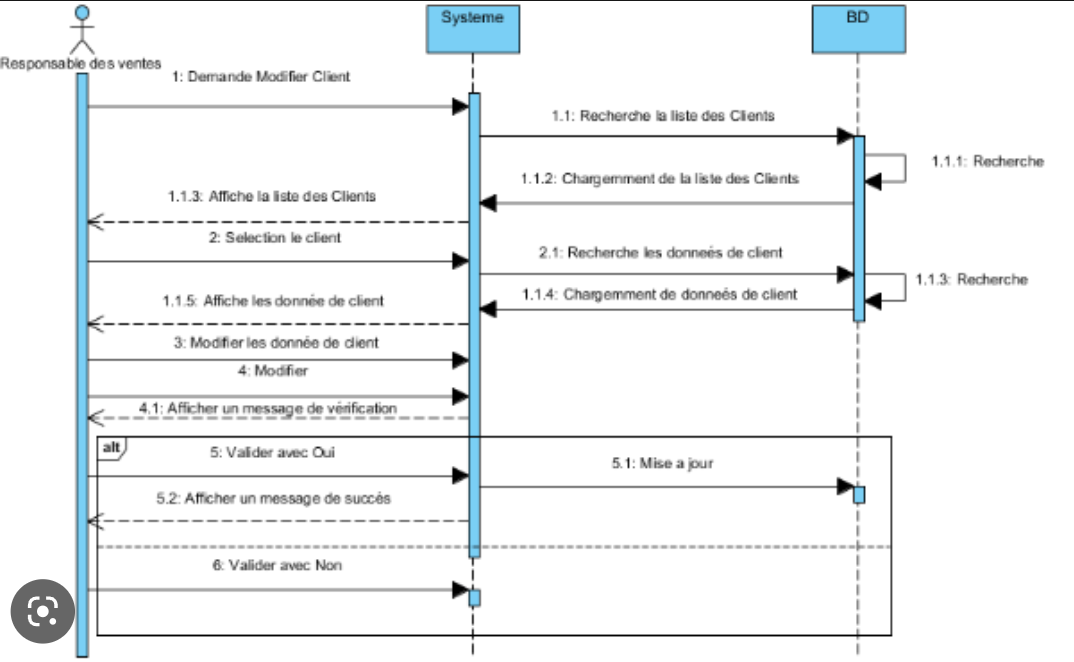 Systeme
BD
Responsable des ventes
1: Demande Modifier Client
1.1: Recherche la liste des Clients
1.1.1: Recherche
1.1.2: Chargemment de la liste des Clients
1.1.3: Affiche la liste des Clients
2: Selection le client
2.1: Recherche les donneés de client
1.1.3: Recherche
1.1.4: Chargemment de donneés de client
1.1.5: Affiche les donnée de client
3: Modifier les donnée de client
4: Modifier
4.1: Afficher un message de vérification
alt
5: Valider avec Oui
5.1: Mise a jour
5.2: Afficher un message de succès
6: Valider avec Non